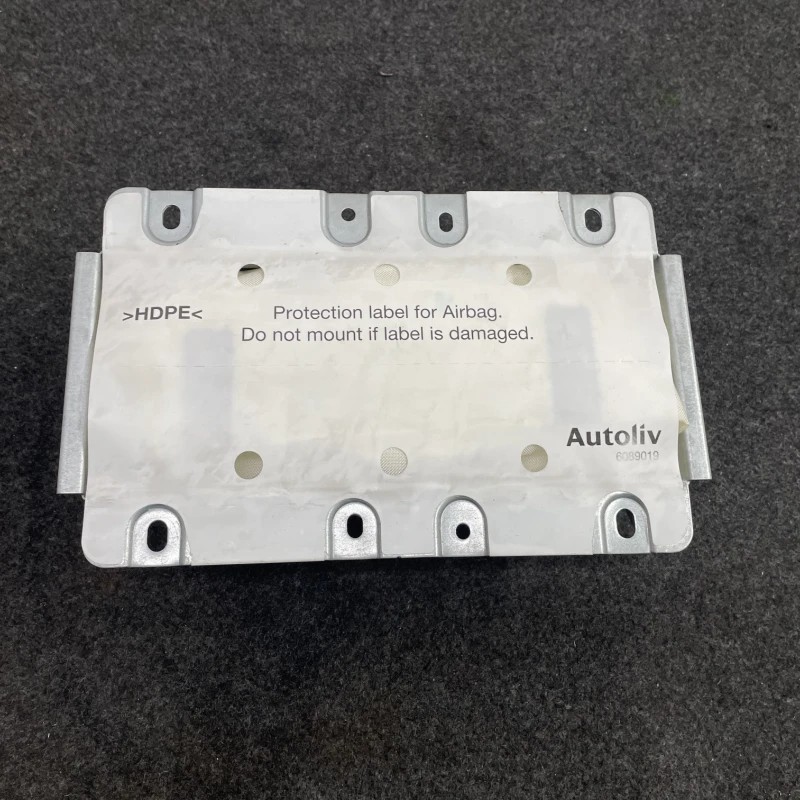 >HDPE<
Protection label for Airbag.
Do not mount if label is damaged.
Autoliv
6089019